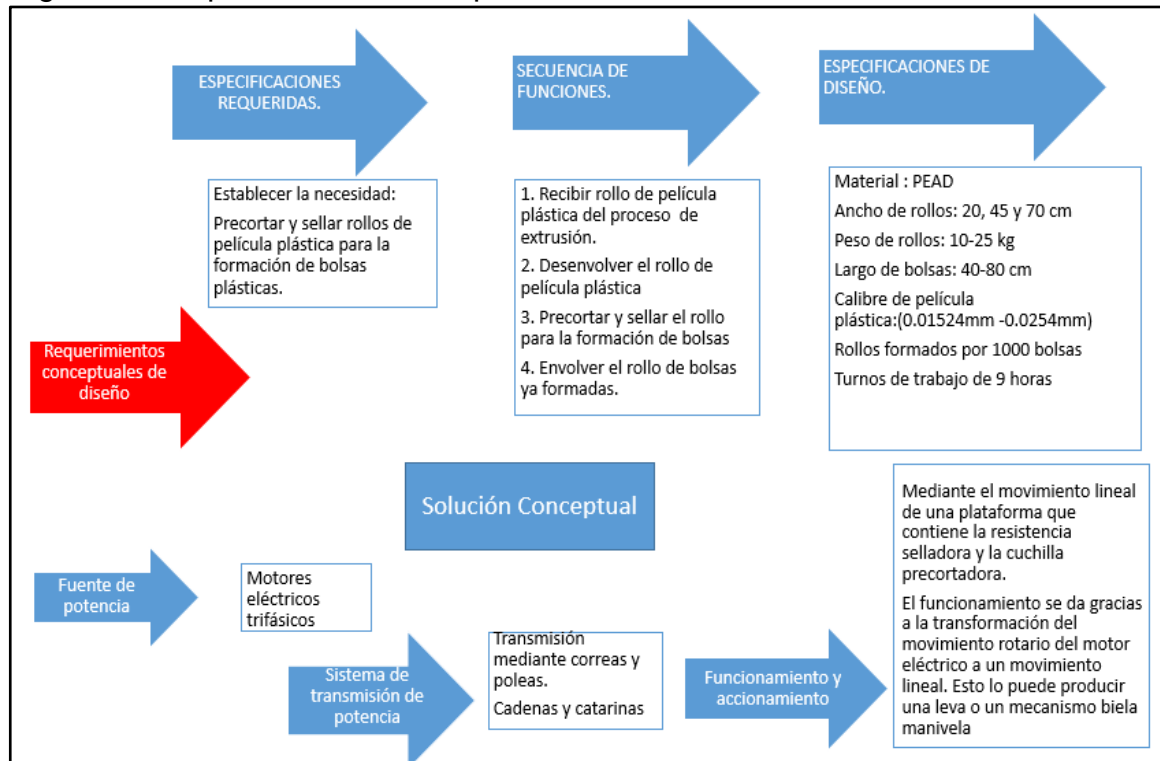 ESPECIFICACIONES
REQUERIDAS.
SECUENCIA DE
FUNCIONES.
ESPECIFICACIONES DE
DISEÑO.
Establecer la necesidad:
Precortar y sellar rollos de
película plástica para la
formación de bolsas
plásticas.
1. Recibir rollo de película
plástica del proceso de
extrusión.
2. Desenvolver el rollo de
película plástica
3. Precortar y sellar el rollo
para la formación de bolsas
4. Envolver el rollo de bolsas
ya formadas.
Material : PEAD
Ancho de rollos: 20, 45 y 70 cm
Peso de rollos: 10-25 kg
Largo de bolsas: 40-80 cm
Calibre de película
plástica:(0.01524mm -0.0254mm)
Rollos formados por 1000 bolsas
Turnos de trabajo de 9 horas
Requerimientos
conceptuales de
diseño
Solución Conceptual
Fuente de
potencia
Motores
eléctricos
trifásicos
Sistema de
transmisión de
potencia
Transmisión
mediante correas y
poleas.
Cadenas y catarinas
Funcionamiento y
accionamiento
Mediante el movimiento lineal
de una plataforma que
contiene la resistencia
selladora y la cuchilla
precortadora.
El funcionamiento se da gracias
a la transformación del
movimiento rotario del motor
eléctrico a un movimiento
lineal. Esto lo puede producir
una leva o un mecanismo biela
manivela